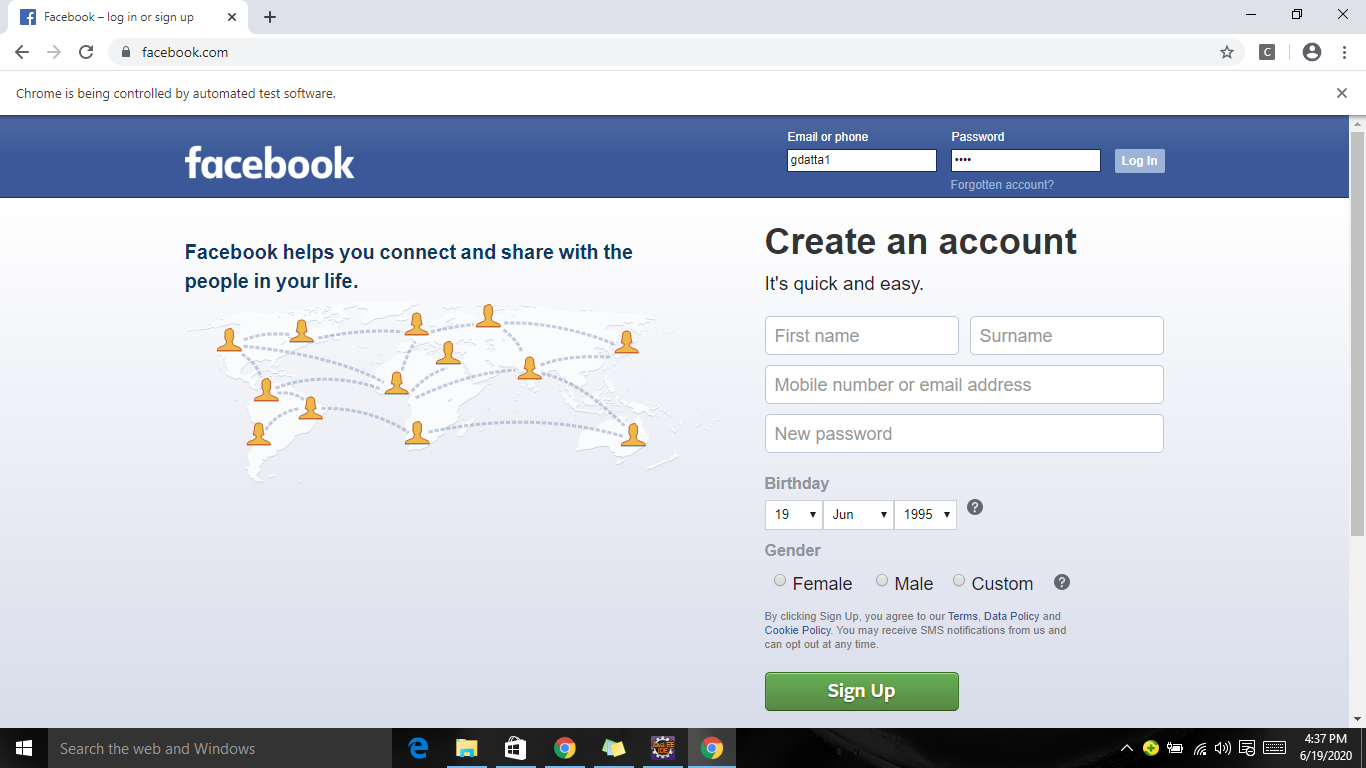 Facebook – log in or sign up
facebook.com
C
Chrome is being controlled by automated test software.
Email or phone
Password
facebook
gdatta1
••••
Log In
Forgotten account?
Facebook helps you connect and share with the
people in your life.
Create an account
It's quick and easy.
First name
Surname
Mobile number or email address
New password
Birthday
19 Jun 1995 ?
Gender
Female Male Custom ?
By clicking Sign Up, you agree to our Terms, Data Policy and
Cookie Policy. You may receive SMS notifications from us and
can opt out at any time.
Sign Up
Search the web and Windows
4:37 PM
6/19/2020